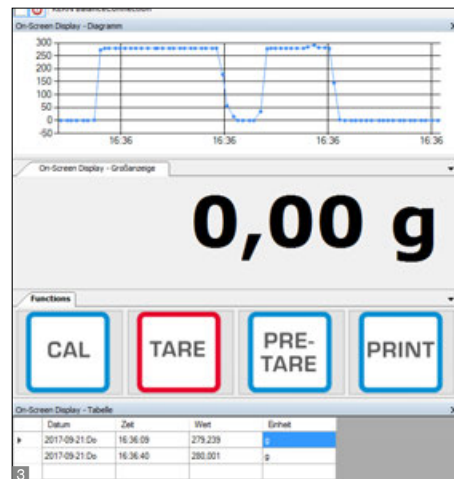 KERN BalanceConnection
On-Screen Display - Diagramm
300
250
200
150
100
50
0
-50
16:36 16:36 16:36 16:36
On-Screen Display - Großanzeige
0,00 g
Functions
CAL TARE PRE-TARE PRINT
On-Screen Display - Tabelle
Datum Zeit Wert Einheit
2017-09-21:Do 16:36:09 279,239 g
2017-09-21:Do 16:36:40 280,001 g
3